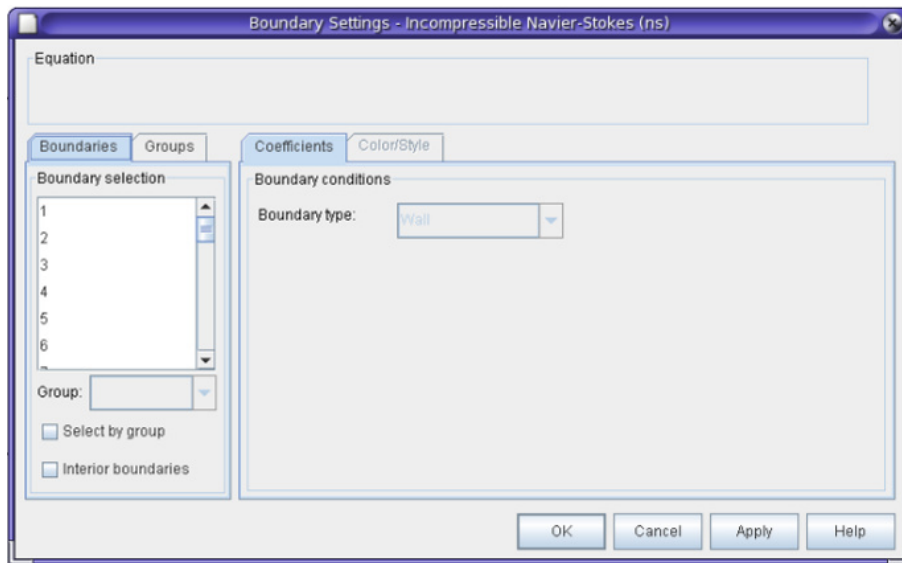 Boundary Settings - Incompressible Navier-Stokes (ns)
Equation
Boundaries Groups
Boundary selection
1
2
3
4
5
6
Group:
Select by group
Interior boundaries
Coefficients Color/Style
Boundary conditions
Boundary type: Wall
OK Cancel Apply Help